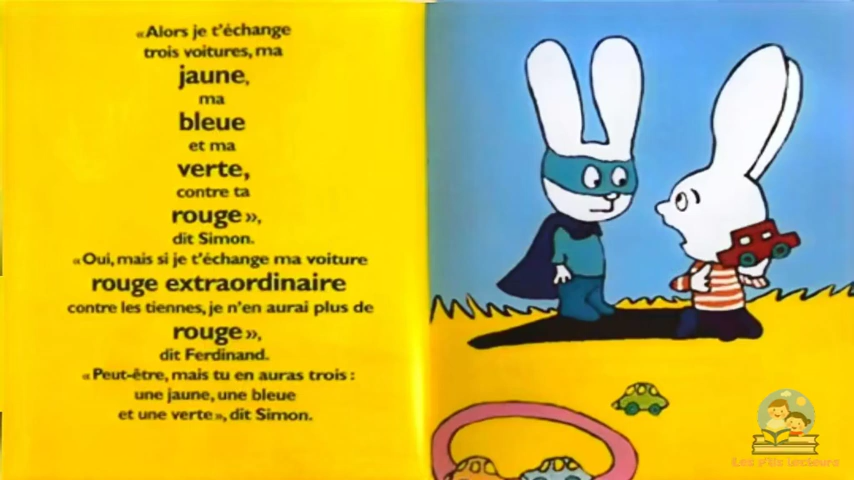 «Alors je t'échange
trois voitures, ma
jaune,
ma
bleue
et ma
verte,
contre ta
rouge»,
dit Simon.
«Oui, mais si je t'échange ma voiture
rouge extraordinaire
contre les tiennes, je n'en aurai plus de
rouge»,
dit Ferdinand.
«Peut-être, mais tu en auras trois :
une jaune, une bleue
et une verte», dit Simon.
Les P'tits Lecteurs